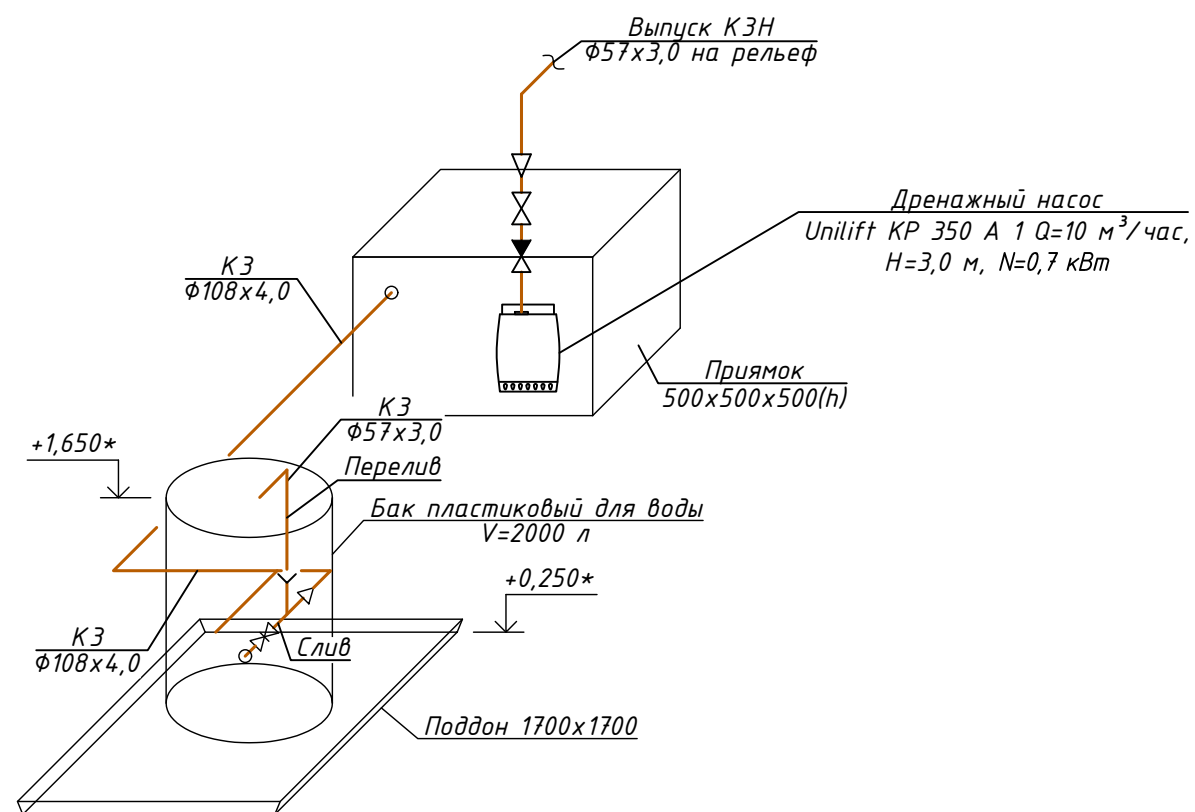 Выпуск К3Н
Ф57х3,0 на рельеф
Дренажный насос
Unilift KP 350 A 1 Q=10 м³/час,
H=3,0 м, N=0,7 кВт
К3
Ф108х4,0
Приямок
500х500х500(h)
К3
Ф57х3,0
+1,650*
Перелив
Бак пластиковый для воды
V=2000 л
+0,250*
К3
Ф108х4,0
Слив
Поддон 1700х1700